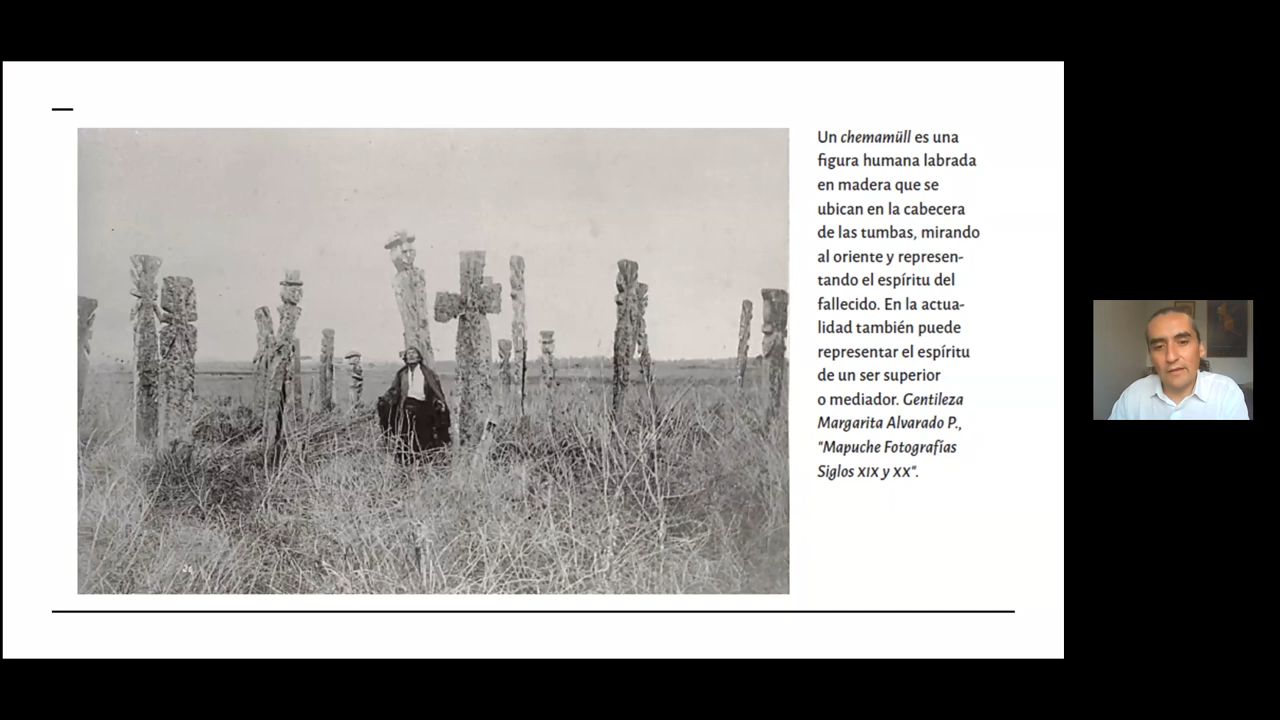 Un chemamüll es una
figura humana labrada
en madera que se
ubican en la cabecera
de las tumbas, mirando
al oriente y represen-
tando el espíritu del
fallecido. En la actua-
lidad también puede
representar el espíritu
de un ser superior
o mediador. Gentileza
Margarita Alvarado P.,
“Mapuche Fotografías
Siglos XIX y XX“.